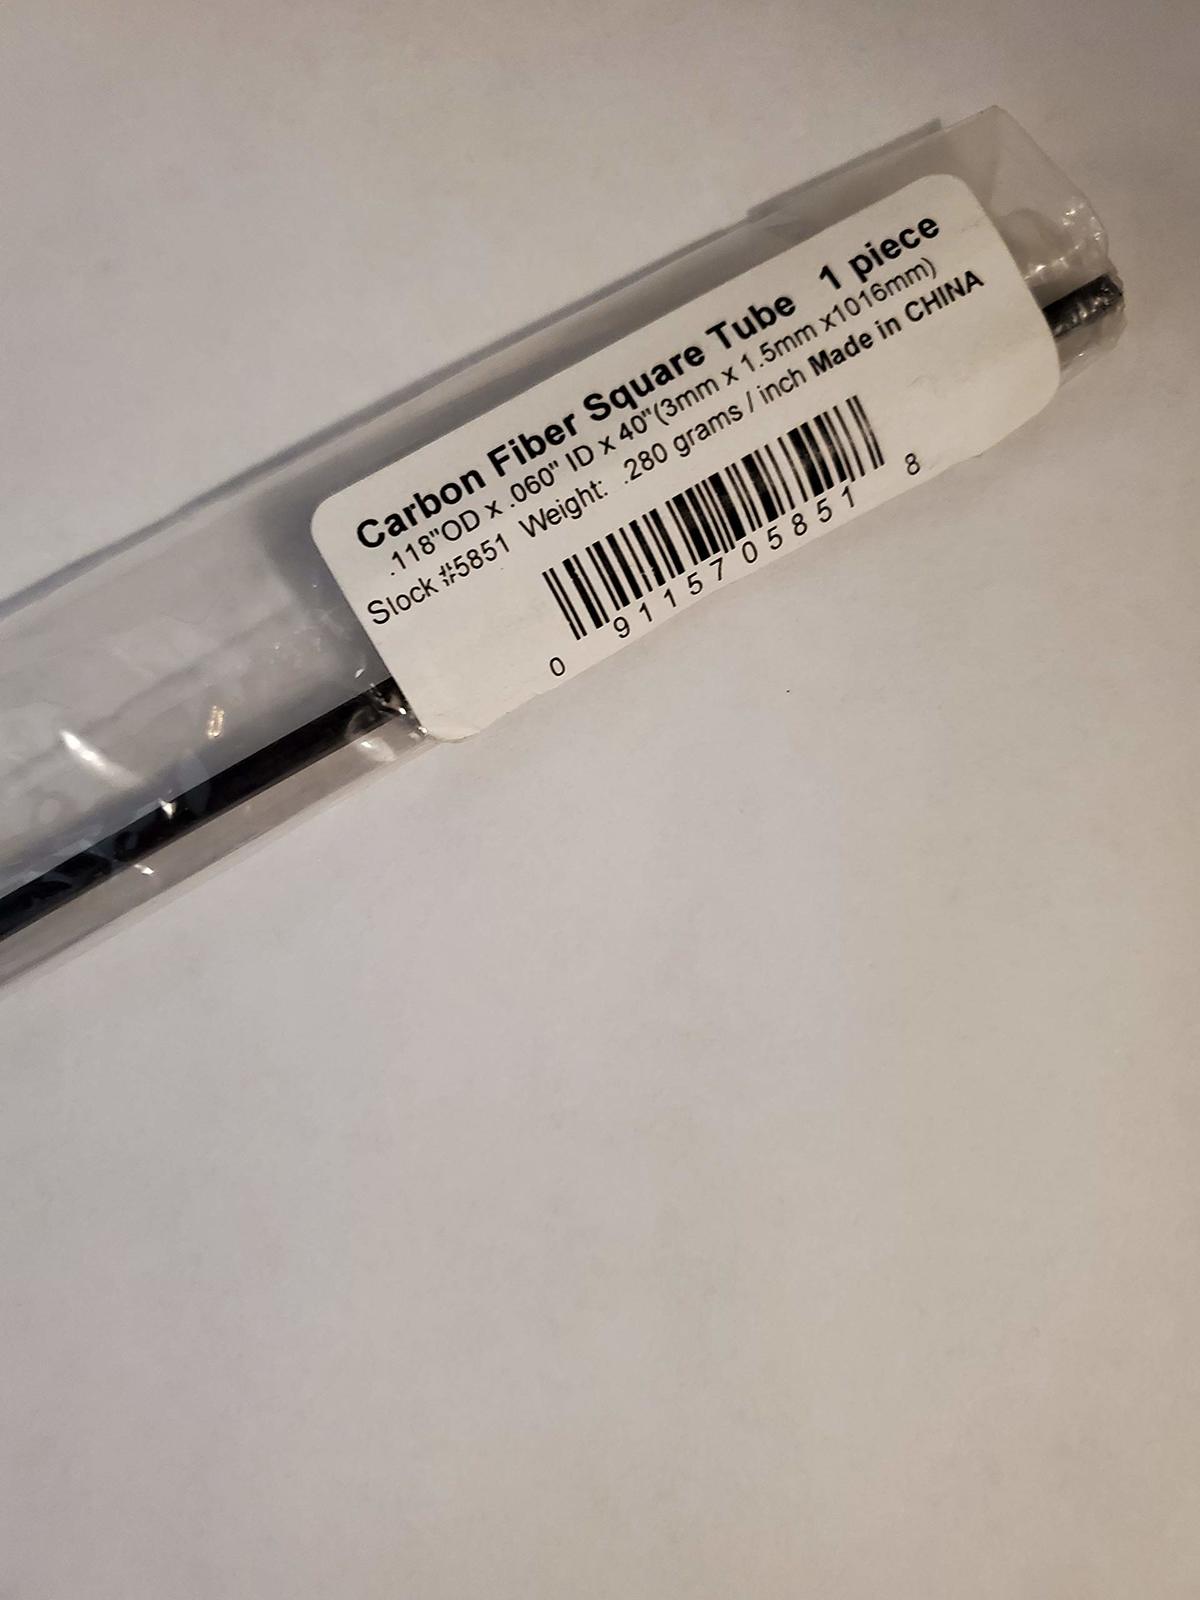 Carbon Fiber Square Tube 1 piece
.118"OD x .060" ID x 40"(3mm x 1.5mm x1016mm)
Stock #5851 Weight: .280 grams / inch Made in CHINA
0 91157 05851 8